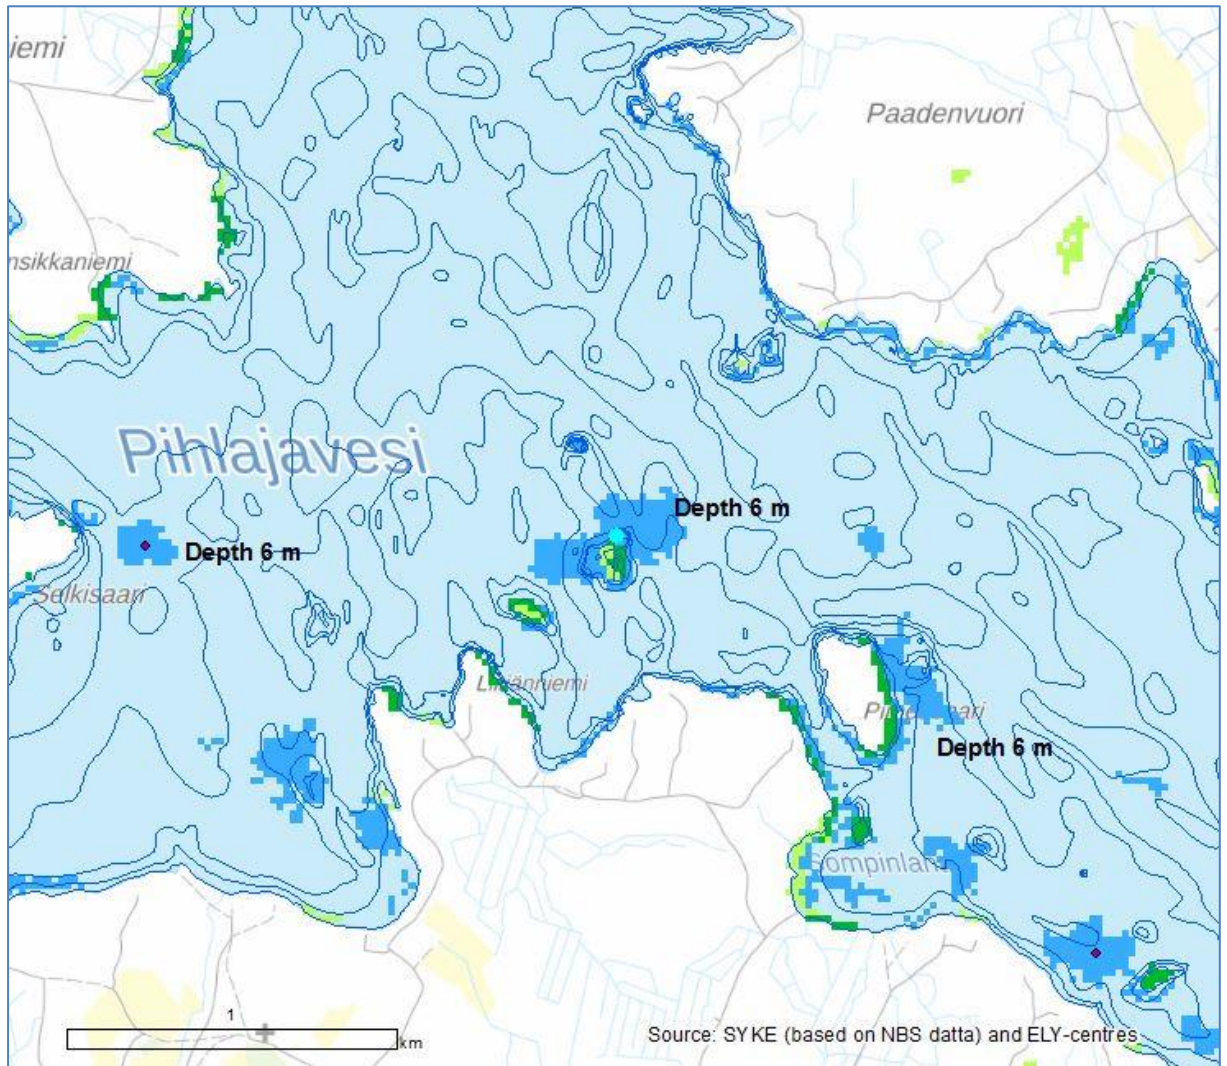 iemi
Paadenvuori
nsikkaniemi
Pihlajavesi
Depth 6 m
Depth 6 m
Selkisaari
Depth 6 m
1
km
Source: SYKE (based on NBS datta) and ELY-centres